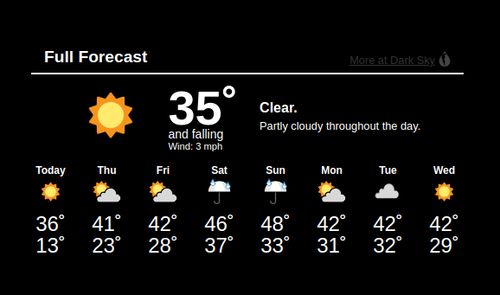 Full Forecast
More at Dark Sky
35°
and falling
Wind: 3 mph
Clear.
Partly cloudy throughout the day.
Today Thu Fri Sat Sun Mon Tue Wed
36° 41° 42° 46° 48° 42° 42° 42°
13° 23° 28° 37° 33° 31° 32° 29°